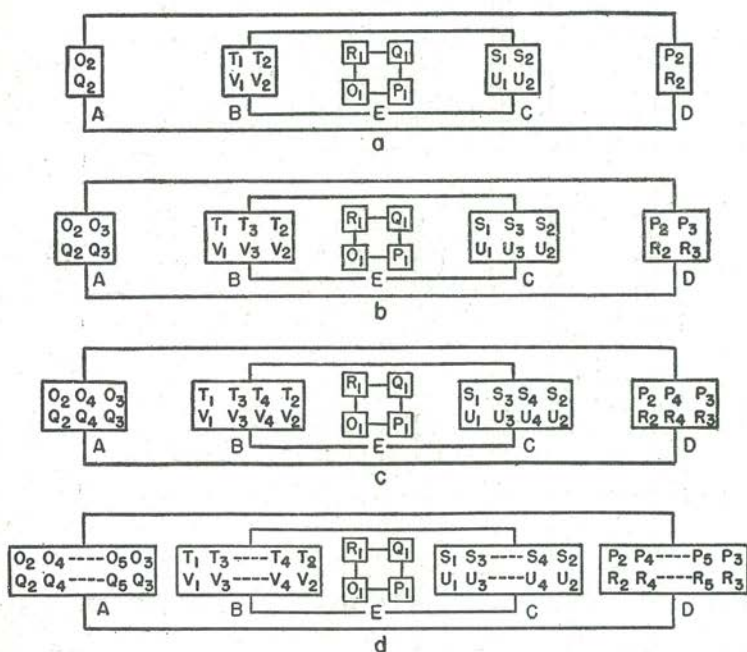 O₂ T₁ T₂ R₁ Q₁ S₁ S₂ P₂
Q₂ V₁ V₂ O₁ P₁ U₁ U₂ R₂
A B E C D
a
O₂ O₃ T₁ T₃ T₂ R₁ Q₁ S₁ S₃ S₂ P₂ P₃
Q₂ Q₃ V₁ V₃ V₂ O₁ P₁ U₁ U₃ U₂ R₂ R₃
A B E C D
b
O₂ O₄ O₃ T₁ T₃ T₄ T₂ R₁ Q₁ S₁ S₃ S₄ S₂ P₂ P₄ P₃
Q₂ Q₄ Q₃ V₁ V₃ V₄ V₂ O₁ P₁ U₁ U₃ U₄ U₂ R₂ R₄ R₃
A B E C D
c
O₂ O₄ ----- O₅ O₃ T₁ T₃ ----- T₄ T₂ R₁ Q₁ S₁ S₃ ----- S₄ S₂ P₂ P₄ ----- P₅ P₃
Q₂ Q₄ ----- Q₅ Q₃ V₁ V₃ ----- V₄ V₂ O₁ P₁ U₁ U₃ ----- U₄ U₂ R₂ R₄ ----- R₅ R₃
A B E C D
d